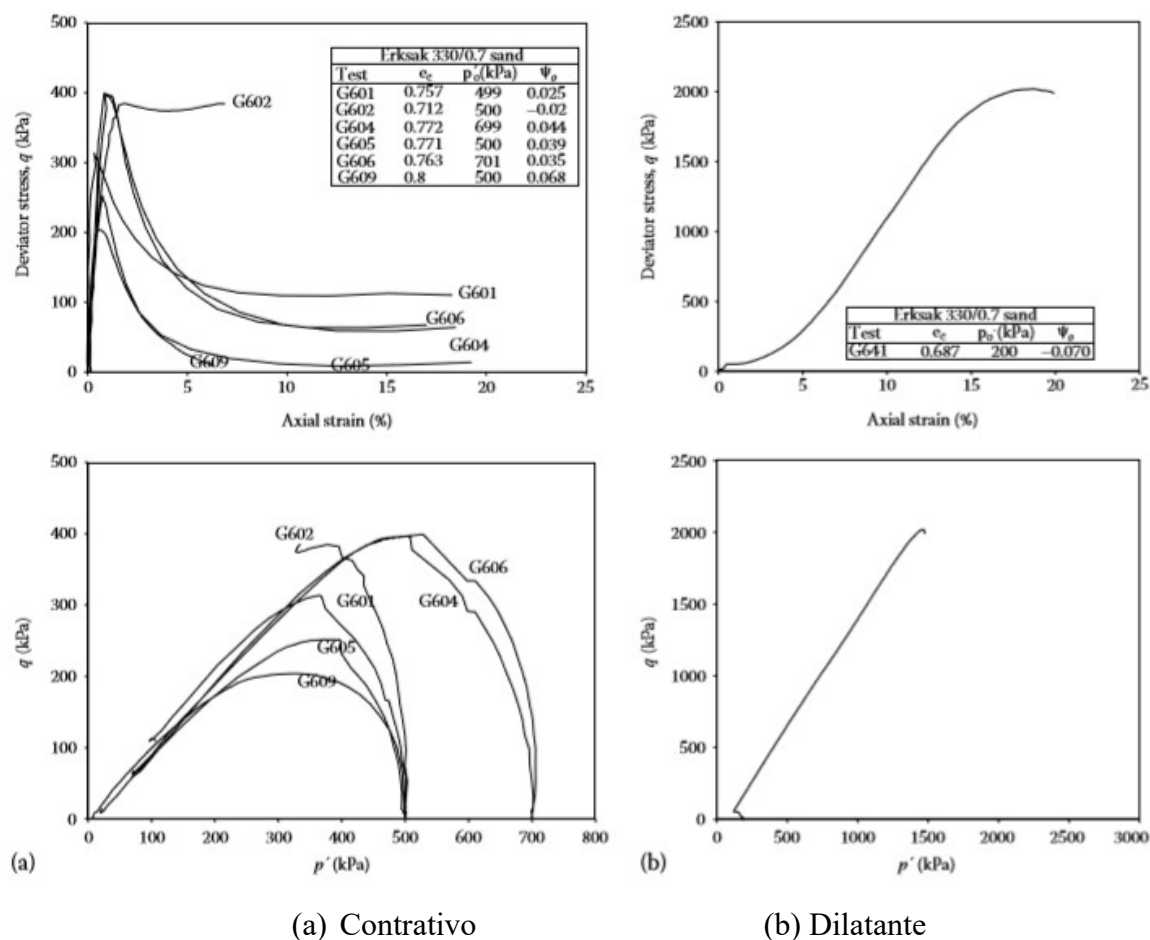 500
400
300
200
100
0
Deviator stress, q (kPa)
Erksak 330/0.7 sand
Test e_c p´_o(kPa) ψ_o
G601 0.757 499 0.025
G602 0.712 500 −0.02
G604 0.772 699 0.044
G605 0.771 500 0.039
G606 0.763 701 0.035
G609 0.8 500 0.068
G602
G601
G606
G604
G609
G605
0 5 10 15 20 25
Axial strain (%)
2500
2000
1500
1000
500
0
Deviator stress, q (kPa)
Erksak 330/0.7 sand
Test e_c p_o´(kPa) ψ_o
G641 0.687 200 −0.070
0 5 10 15 20 25
Axial strain (%)
500
400
300
200
100
0
q (kPa)
G602
G606
G601
G604
G605
G609
0 100 200 300 400 500 600 700 800
(a)
p´ (kPa)
2500
2000
1500
1000
500
0
q (kPa)
0 500 1000 1500 2000 2500 3000
(b)
p´ (kPa)
(a) Contrativo (b) Dilatante